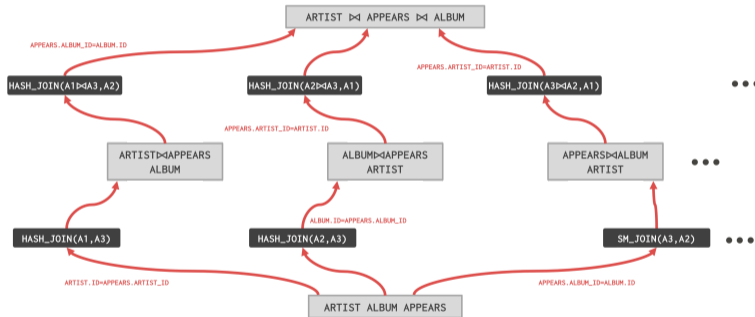 ARTIST ⋈ APPEARS ⋈ ALBUM
APPEARS.ALBUM_ID=ALBUM.ID
APPEARS.ARTIST_ID=ARTIST.ID
HASH_JOIN(A1⋈A3,A2)
HASH_JOIN(A2⋈A3,A1)
HASH_JOIN(A3⋈A2,A1)
•••
APPEARS.ARTIST_ID=ARTIST.ID
ARTIST⋈APPEARS
ALBUM
ALBUM⋈APPEARS
ARTIST
APPEARS⋈ALBUM
ARTIST
•••
ALBUM.ID=APPEARS.ALBUM_ID
HASH_JOIN(A1,A3)
HASH_JOIN(A2,A3)
SM_JOIN(A3,A2)
•••
ARTIST.ID=APPEARS.ARTIST_ID
APPEARS.ALBUM_ID=ALBUM.ID
ARTIST ALBUM APPEARS